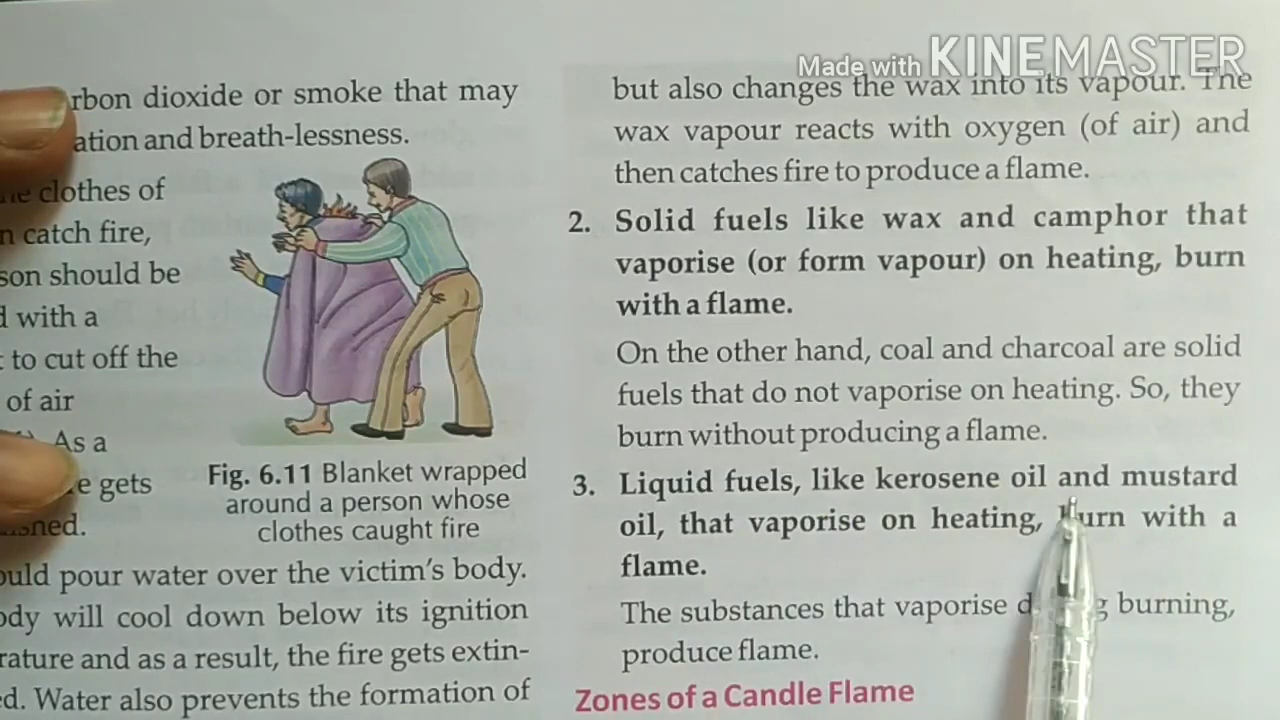 Made with KINEMASTER
rbon dioxide or smoke that may
ation and breath-lessness.
clothes of
n catch fire,
son should be
d with a
to cut off the
of air
As a
e gets
ould pour water over the victim's body.
ody will cool down below its ignition
rature and as a result, the fire gets extin-
ed. Water also prevents the formation of
Fig. 6.11 Blanket wrapped
around a person whose
clothes caught fire
but also changes the wax into its vapour. The
wax vapour reacts with oxygen (of air) and
then catches fire to produce a flame.
2. Solid fuels like wax and camphor that
vaporise (or form vapour) on heating, burn
with a flame.
On the other hand, coal and charcoal are solid
fuels that do not vaporise on heating. So, they
burn without producing a flame.
3. Liquid fuels, like kerosene oil and mustard
oil, that vaporise on heating, burn with a
flame.
The substances that vaporise d g burning,
produce flame.
Zones of a Candle Flame